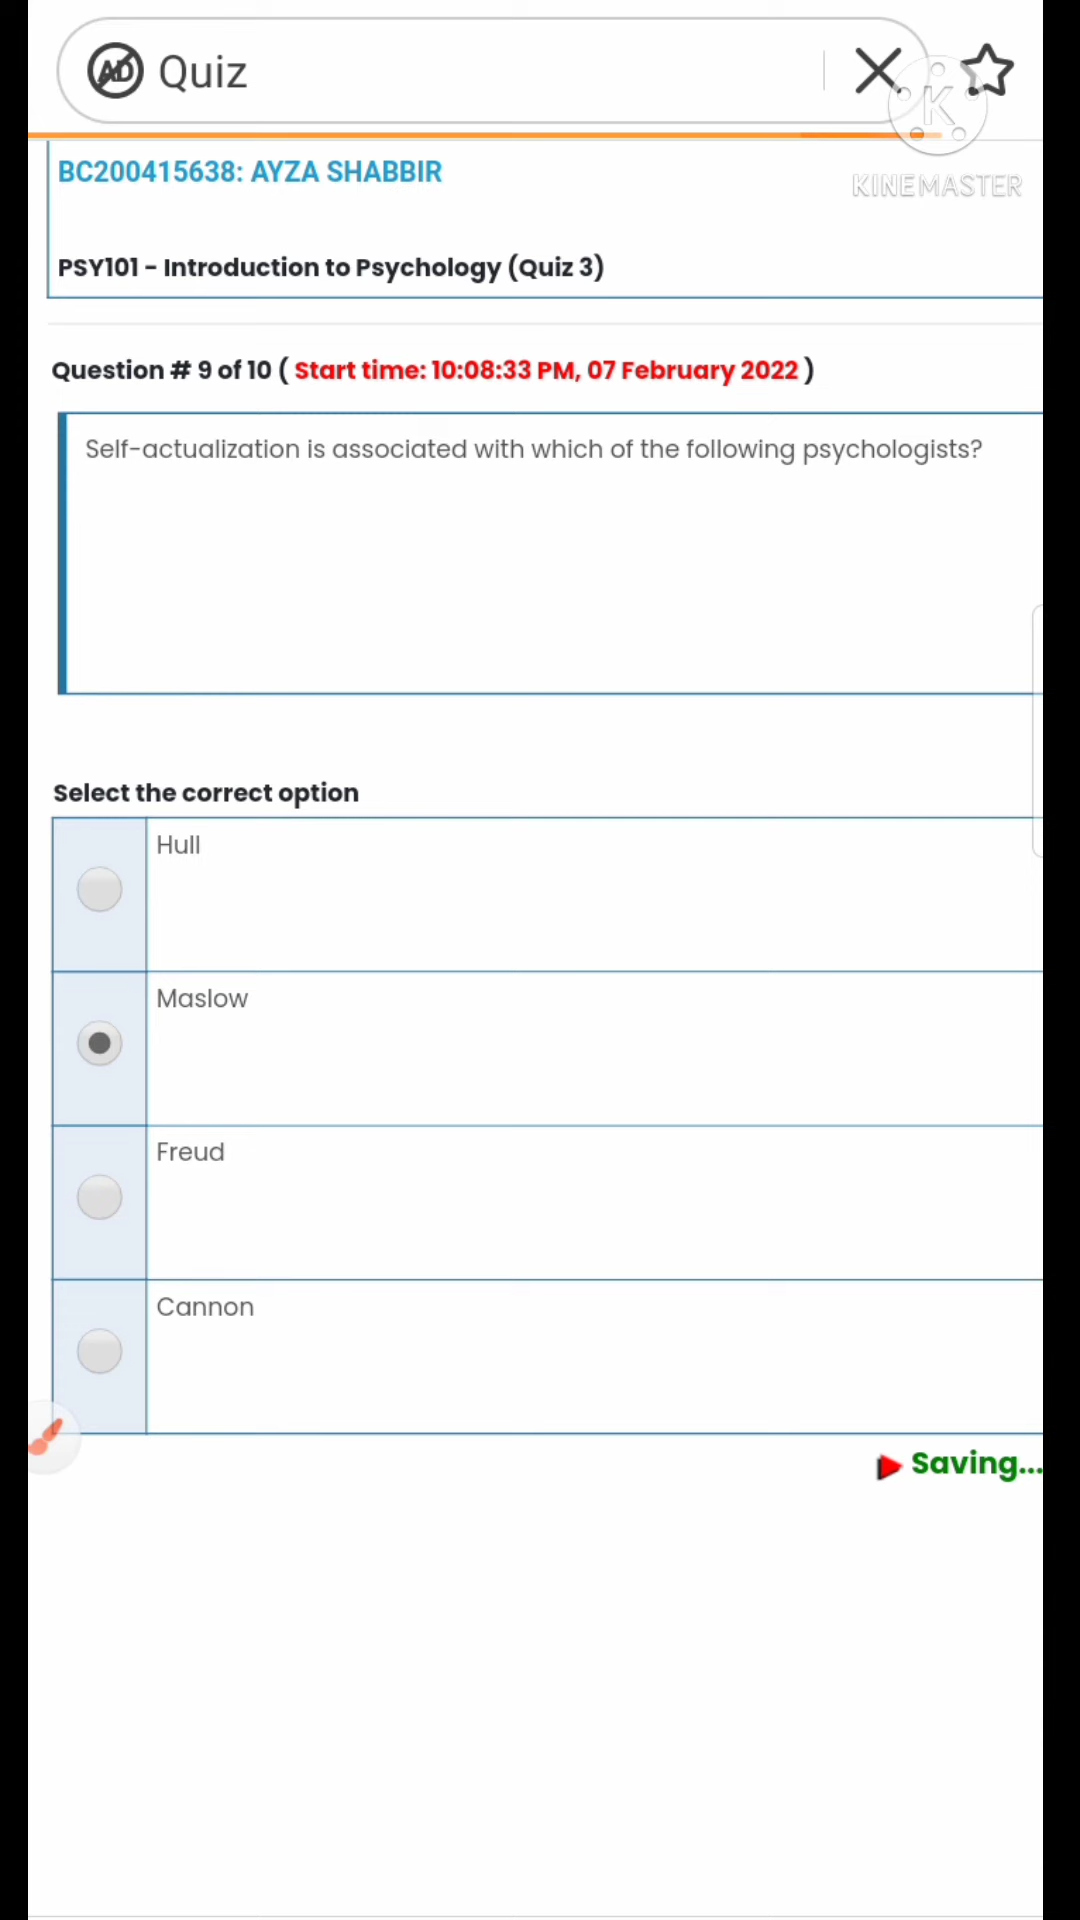 AD Quiz
K
KINEMASTER
BC200415638: AYZA SHABBIR
PSY101 - Introduction to Psychology (Quiz 3)
Question # 9 of 10 ( Start time: 10:08:33 PM, 07 February 2022 )
Self-actualization is associated with which of the following psychologists?
Select the correct option
Hull
Maslow
Freud
Cannon
Saving...